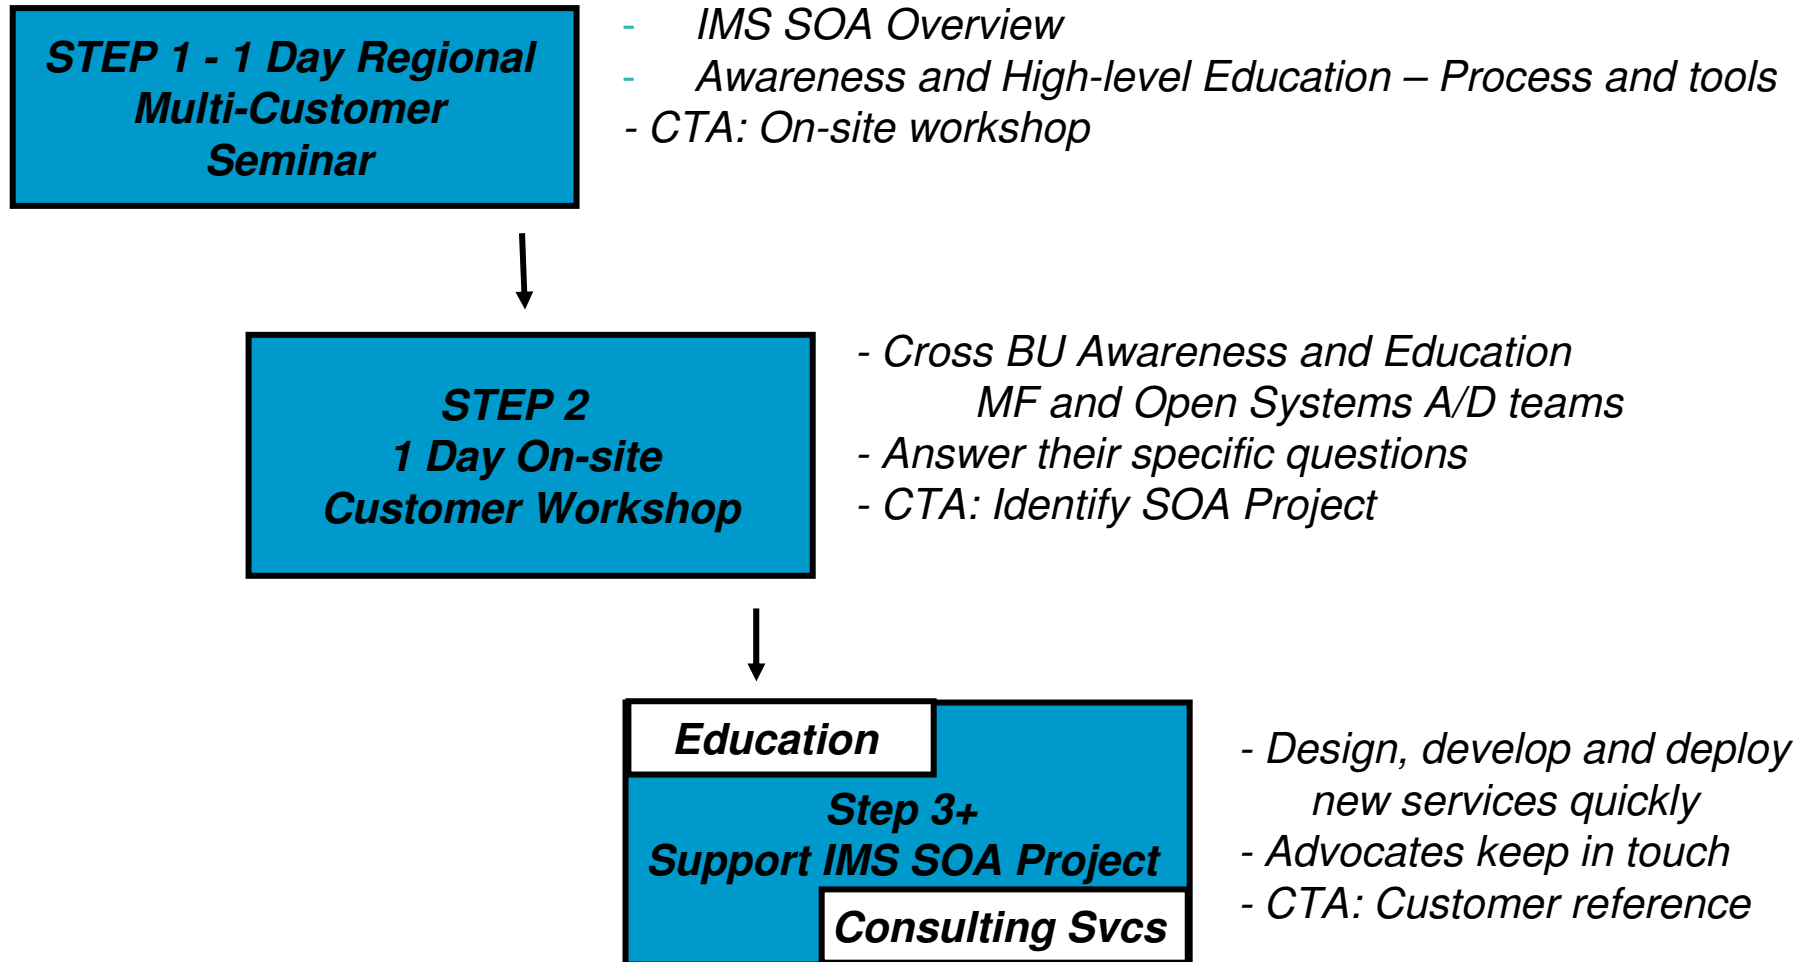 STEP 1 - 1 Day Regional
Multi-Customer
Seminar
- IMS SOA Overview
- Awareness and High-level Education – Process and tools
- CTA: On-site workshop
STEP 2
1 Day On-site
Customer Workshop
- Cross BU Awareness and Education
MF and Open Systems A/D teams
- Answer their specific questions
- CTA: Identify SOA Project
Education
Step 3+
Support IMS SOA Project
Consulting Svcs
- Design, develop and deploy
new services quickly
- Advocates keep in touch
- CTA: Customer reference